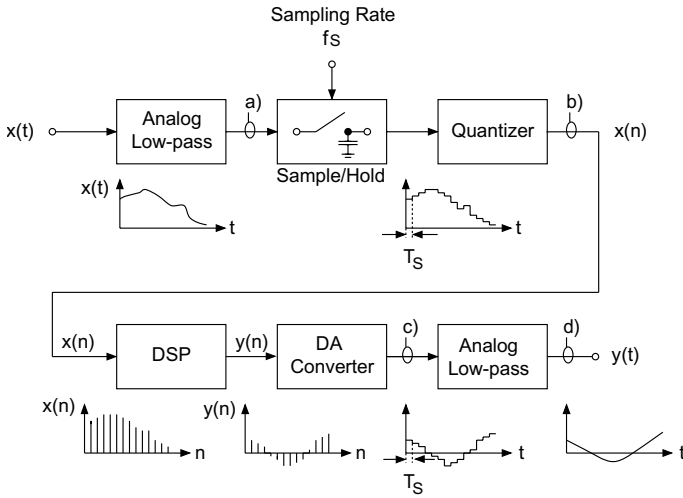 Sampling Rate
fS
a)
b)
x(t)
Analog
Low-pass
Quantizer
x(n)
Sample/Hold
x(t)
t
t
TS
c)
d)
x(n)
DSP
y(n)
DA
Converter
Analog
Low-pass
y(t)
x(n)
n
y(n)
n
t
t
TS